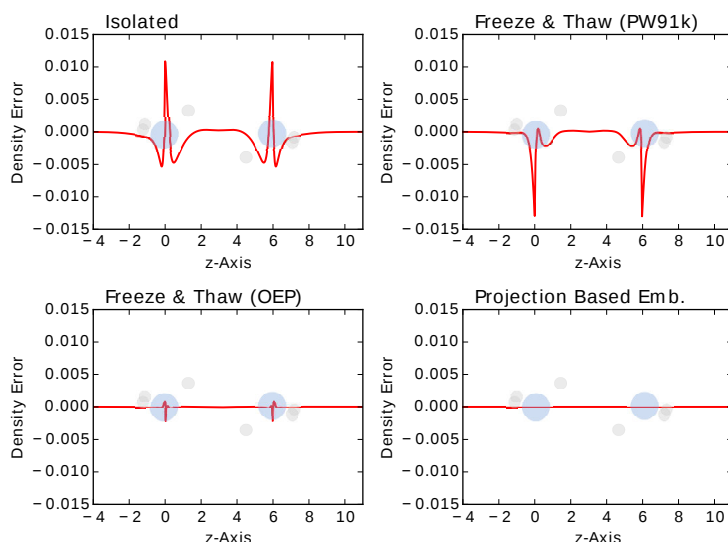 Isolated
0.015
0.010
0.005
0.000
−0.005
−0.010
−0.015
Density Error
−4 −2 0 2 4 6 8 10
z-Axis
Freeze & Thaw (PW91k)
0.015
0.010
0.005
0.000
−0.005
−0.010
−0.015
Density Error
−4 −2 0 2 4 6 8 10
z-Axis
Freeze & Thaw (OEP)
0.015
0.010
0.005
0.000
−0.005
−0.010
−0.015
Density Error
−4 −2 0 2 4 6 8 10
z-Axis
Projection Based Emb.
0.015
0.010
0.005
0.000
−0.005
−0.010
−0.015
Density Error
−4 −2 0 2 4 6 8 10
z-Axis